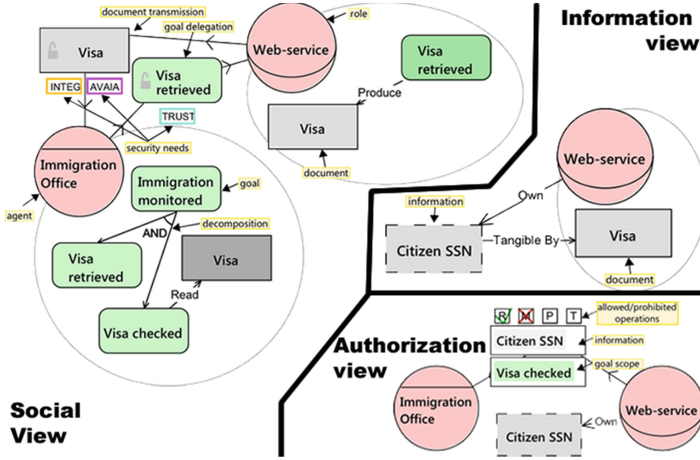 document transmission
goal delegation
role
Visa
Web-service
Visa
retrieved
INTEG
AVAIA
TRUST
security needs
Visa
retrieved
Produce
Visa
document
Immigration
Office
agent
Immigration
monitored
goal
AND
decomposition
Visa
retrieved
Visa
Read
Visa checked
Social
View
Information
view
Web-service
information
Own
Citizen SSN
Tangible By
Visa
document
Authorization
view
R
M
P
T
allowed/prohibited
operations
Citizen SSN
information
Visa checked
goal scope
Immigration
Office
Web-service
Own
Citizen SSN